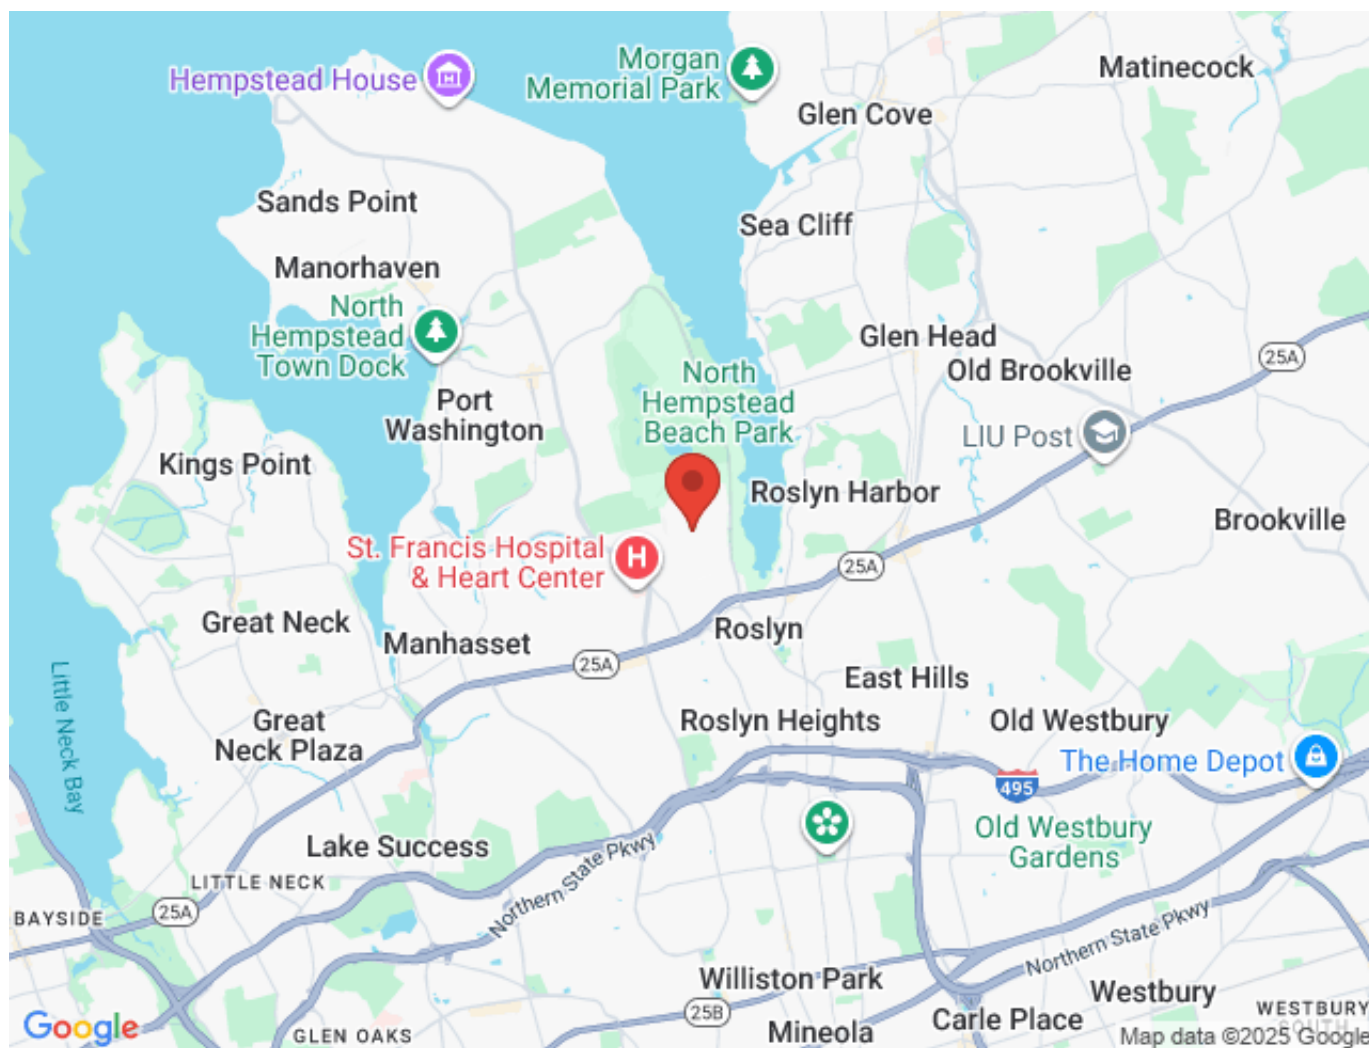 Hempstead House
Morgan
Memorial Park
Matinecock
Glen Cove
Sands Point
Sea Cliff
Manorhaven
North
Hempstead
Town Dock
Glen Head
25A
Old Brookville
North
Hempstead
Beach Park
Port
Washington
LIU Post
Kings Point
Roslyn Harbor
Brookville
St. Francis Hospital
& Heart Center
H
25A
Great Neck
Manhasset
Roslyn
25A
East Hills
Little Neck Bay
Great
Neck Plaza
Roslyn Heights
Old Westbury
The Home Depot
495
Old Westbury
Gardens
Lake Success
Northern State Pkwy
LITTLE NECK
25A
BAYSIDE
Northern State Pkwy
Williston Park
Westbury
25B
Mineola
Carle Place
WESTBURY
SOUTH
Google
GLEN OAKS
Map data ©2025 Google